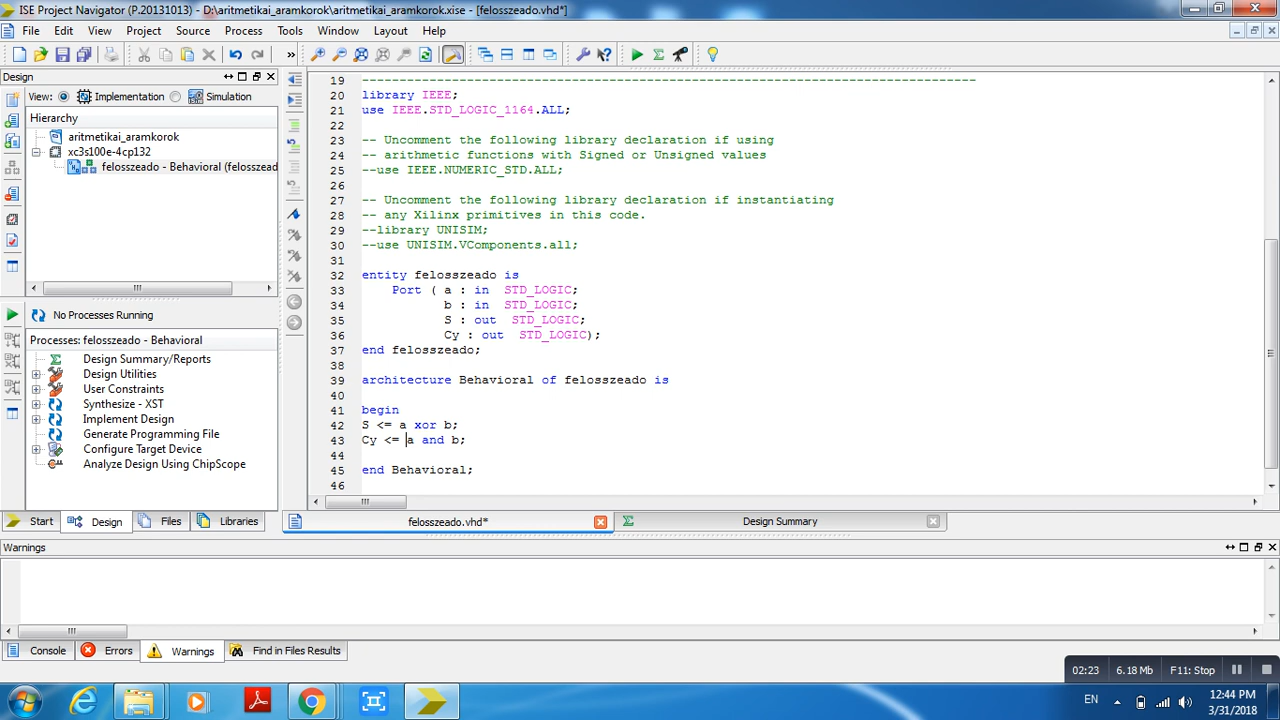 ISE Project Navigator (P.20131013) - D:\aritmetikai_aramkorok\aritmetikai_aramkorok.xise - [felosszeado.vhd*]
File Edit View Project Source Process Tools Window Layout Help
Design
View: Implementation Simulation
Hierarchy
aritmetikai_aramkorok
xc3s100e-4cp132
felosszeado - Behavioral (felosszead
No Processes Running
Processes: felosszeado - Behavioral
Design Summary/Reports
Design Utilities
User Constraints
Synthesize - XST
Implement Design
Generate Programming File
Configure Target Device
Analyze Design Using ChipScope
Start Design Files Libraries
19 ----------------------------------------------------------------------------------
20 library IEEE;
21 use IEEE.STD_LOGIC_1164.ALL;
22
23 -- Uncomment the following library declaration if using
24 -- arithmetic functions with Signed or Unsigned values
25 --use IEEE.NUMERIC_STD.ALL;
26
27 -- Uncomment the following library declaration if instantiating
28 -- any Xilinx primitives in this code.
29 --library UNISIM;
30 --use UNISIM.VComponents.all;
31
32 entity felosszeado is
33 Port ( a : in STD_LOGIC;
34 b : in STD_LOGIC;
35 S : out STD_LOGIC;
36 Cy : out STD_LOGIC);
37 end felosszeado;
38
39 architecture Behavioral of felosszeado is
40
41 begin
42 S <= a xor b;
43 Cy <= a and b;
44
45 end Behavioral;
46
felosszeado.vhd* Design Summary
Warnings
Console Errors Warnings Find in Files Results
02:23 6.18 Mb F11: Stop
EN 12:44 PM
3/31/2018